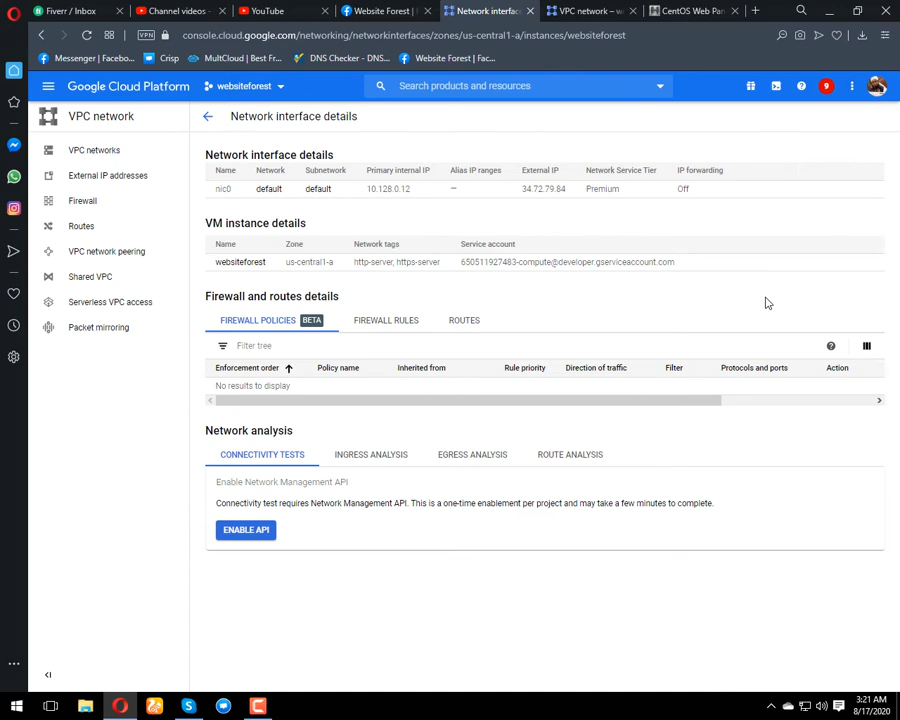 Fiverr / Inbox
Channel videos -
YouTube
Website Forest |
Network interfac
VPC network – w
CentOS Web Pan
VPN
console.cloud.google.com/networking/networkinterfaces/zones/us-central1-a/instances/websiteforest
Messenger | Faceboo...
Crisp
MultCloud | Best Fr...
DNS Checker - DNS...
Website Forest | Fac...
Google Cloud Platform
websiteforest
Search products and resources
9
VPC network
Network interface details
VPC networks
External IP addresses
Firewall
Routes
VPC network peering
Shared VPC
Serverless VPC access
Packet mirroring
Network interface details
Name Network Subnetwork Primary internal IP Alias IP ranges External IP Network Service Tier IP forwarding
nic0 default default 10.128.0.12 — 34.72.79.84 Premium Off
VM instance details
Name Zone Network tags Service account
websiteforest us-central1-a http-server, https-server 650511927483-compute@developer.gserviceaccount.com
Firewall and routes details
FIREWALL POLICIES BETA FIREWALL RULES ROUTES
Filter tree
Enforcement order Policy name Inherited from Rule priority Direction of traffic Filter Protocols and ports Action
No results to display
Network analysis
CONNECTIVITY TESTS INGRESS ANALYSIS EGRESS ANALYSIS ROUTE ANALYSIS
Enable Network Management API
Connectivity test requires Network Management API. This is a one-time enablement per project and may take a few minutes to complete.
ENABLE API
3:21 AM
8/17/2020